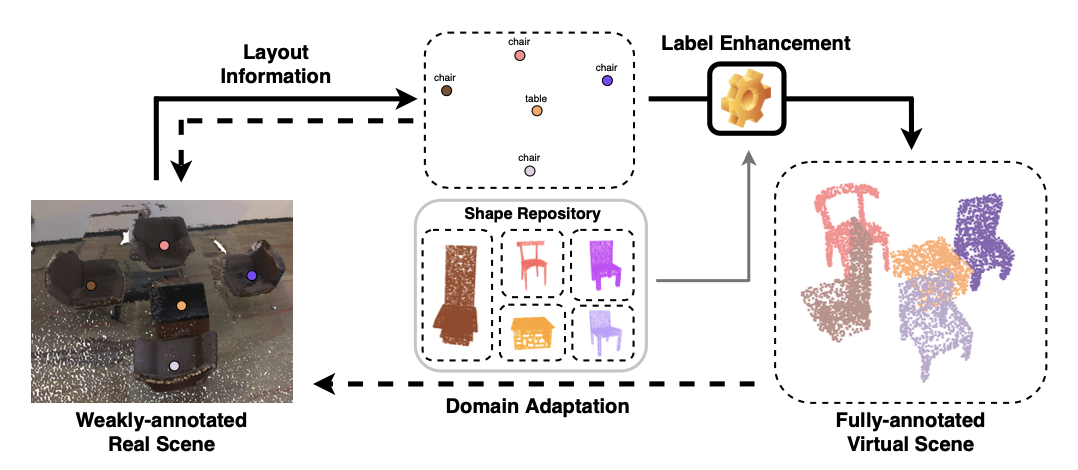 Layout
Information
chair
chair
chair
table
chair
Label Enhancement
Shape Repository
Domain Adaptation
Weakly-annotated
Real Scene
Fully-annotated
Virtual Scene